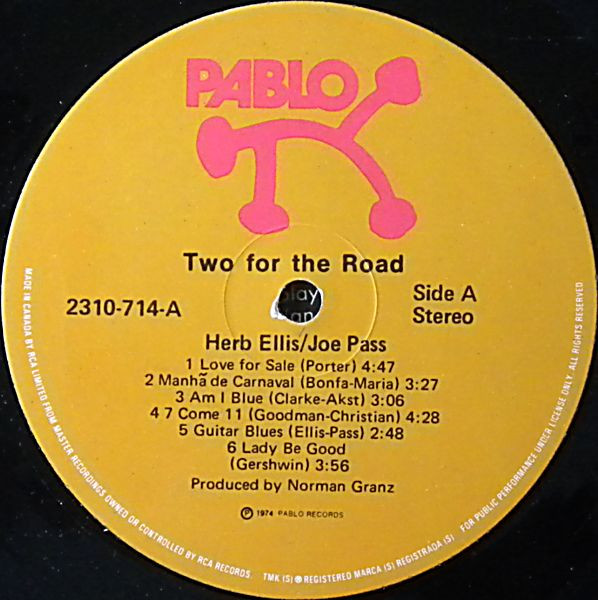 PABLO
Two for the Road
2310-714-A
Side A
Stereo
Herb Ellis/Joe Pass
1 Love for Sale (Porter) 4:47
2 Manhã de Carnaval (Bonfa-Maria) 3:27
3 Am I Blue (Clarke-Akst) 3:06
4 7 Come 11 (Goodman-Christian) 4:28
5 Guitar Blues (Ellis-Pass) 2:48
6 Lady Be Good
(Gershwin) 3:56
Produced by Norman Granz
Ⓟ 1974 PABLO RECORDS
MADE IN CANADA BY RCA LIMITED FROM MASTER RECORDINGS OWNED OR CONTROLLED BY RCA RECORDS. TMK (S) ® REGISTERED MARCA (S) REGISTRADA (S) FOR PUBLIC PERFORMANCE UNDER LICENSE ONLY. ALL RIGHTS RESERVED